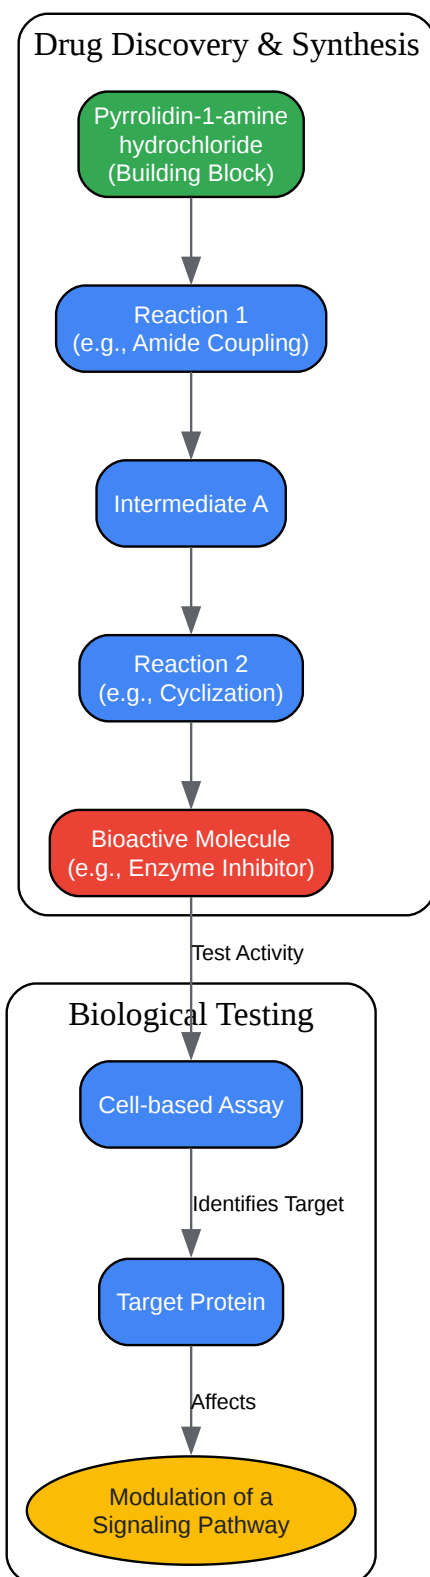 Drug Discovery & Synthesis
Pyrrolidin-1-amine
hydrochloride
(Building Block)
Reaction 1
(e.g., Amide Coupling)
Intermediate A
Reaction 2
(e.g., Cyclization)
Bioactive Molecule
(e.g., Enzyme Inhibitor)
Test Activity
Biological Testing
Cell-based Assay
Identifies Target
Target Protein
Affects
Modulation of a
Signaling Pathway